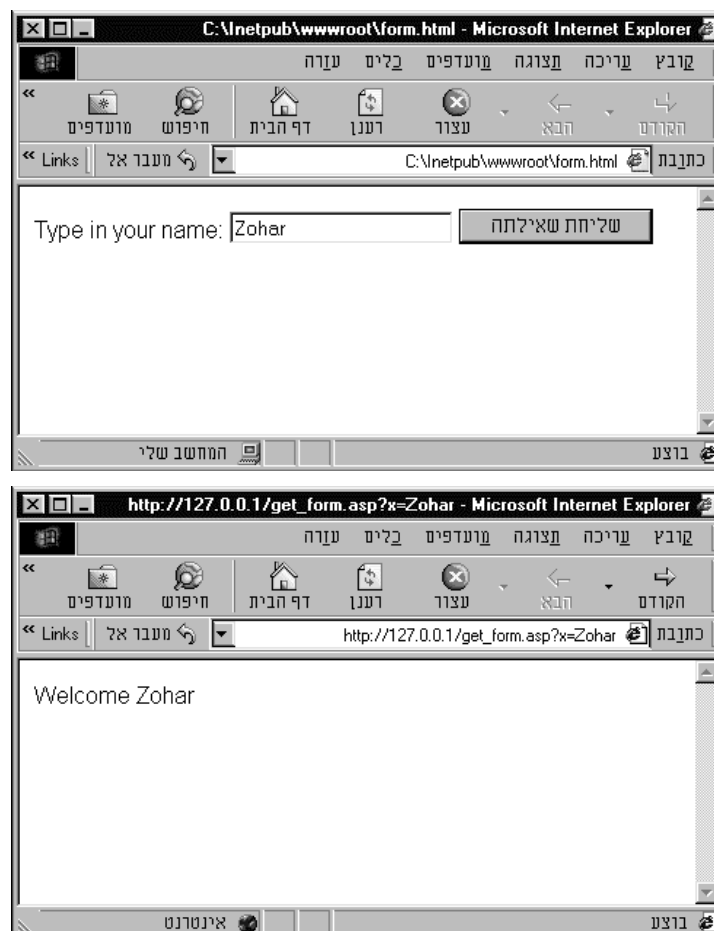 C:\Inetpub\wwwroot\form.html - Microsoft Internet Explorer
קובץ עריכה תצוגה מועדפים כלים עזרה
הקודם הבא עצור רענן דף הבית חיפוש מועדפים »
כתובת C:\Inetpub\wwwroot\form.html מעבר אל Links »
Type in your name: Zohar שליחת שאילתה
בוצע המחשב שלי
http://127.0.0.1/get_form.asp?x=Zohar - Microsoft Internet Explorer
קובץ עריכה תצוגה מועדפים כלים עזרה
הקודם הבא עצור רענן דף הבית חיפוש מועדפים »
כתובת http://127.0.0.1/get_form.asp?x=Zohar מעבר אל Links »
Welcome Zohar
בוצע אינטרנט